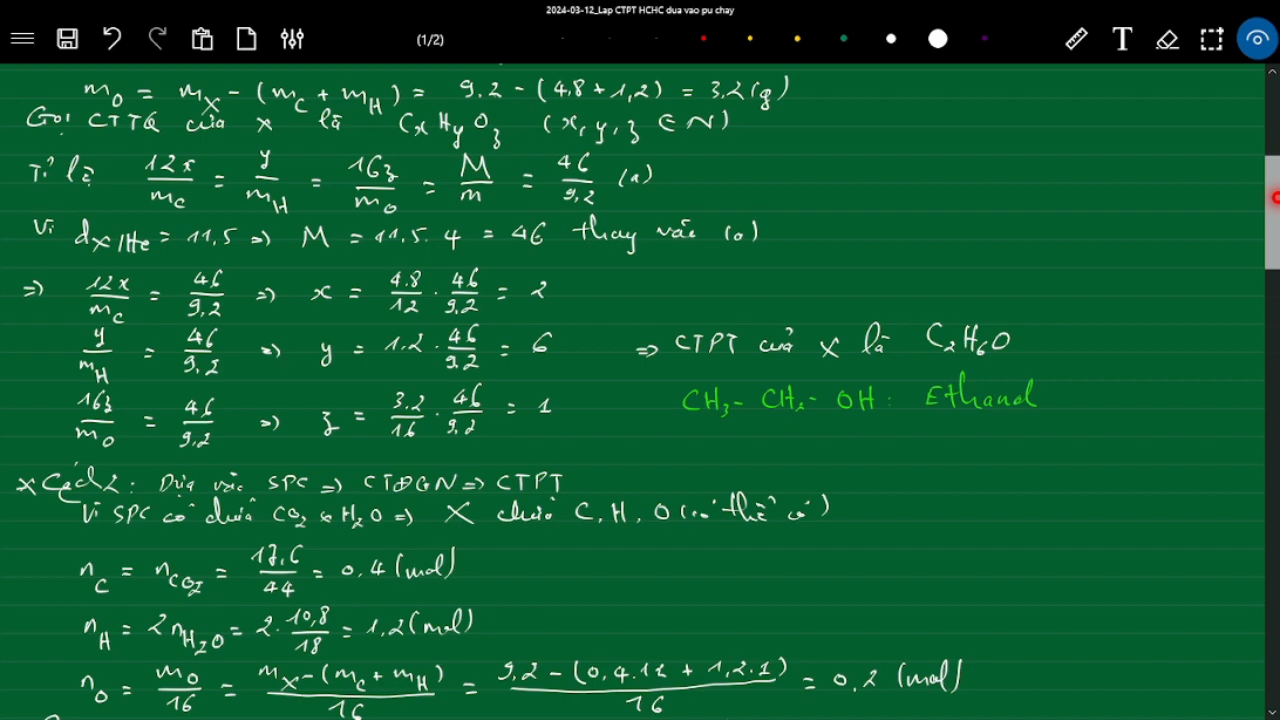 2024-03-12_Lap CTPT HCHC dua vao pu chay
(1/2)
T
m_O = m_X - (m_C + m_H) = 9.2 - (4.8 + 1,2) = 3.2 (g)
Gọi CTTQ của x là CxHyOz (x, y, z ∈ N)
Tỉ lệ 12x/m_C = y/m_H = 16z/m_O = M/m = 46/9,2 (a)
Vì d_X/He = 11,5 => M = 11,5. 4 = 46 thay vào (a)
=> 12x/m_C = 46/9,2 => x = 4.8/12 . 46/9,2 = 2
y/m_H = 46/9,2 => y = 1.2 . 46/9,2 = 6
=> CTPT của X là C₂H₆O
CH₃- CH₂- OH : Ethanol
16z/m_O = 46/9,2 => z = 3.2/16 . 46/9,2 = 1
x Cách 2: Dựa vào SPC => CTĐGN => CTPT
Vì SPC có chứa CO₂ & H₂O => X chứa C, H, O (có thể có)
n_C = n_CO₂ = 17,6/44 = 0.4 (mol)
n_H = 2n_H₂O = 2. 10,8/18 = 1,2 (mol)
n_O = m_O/16 = m_X-(m_C + m_H)/16 = 9,2 - (0,4.12 + 1,2.1)/16 = 0,2 (mol)